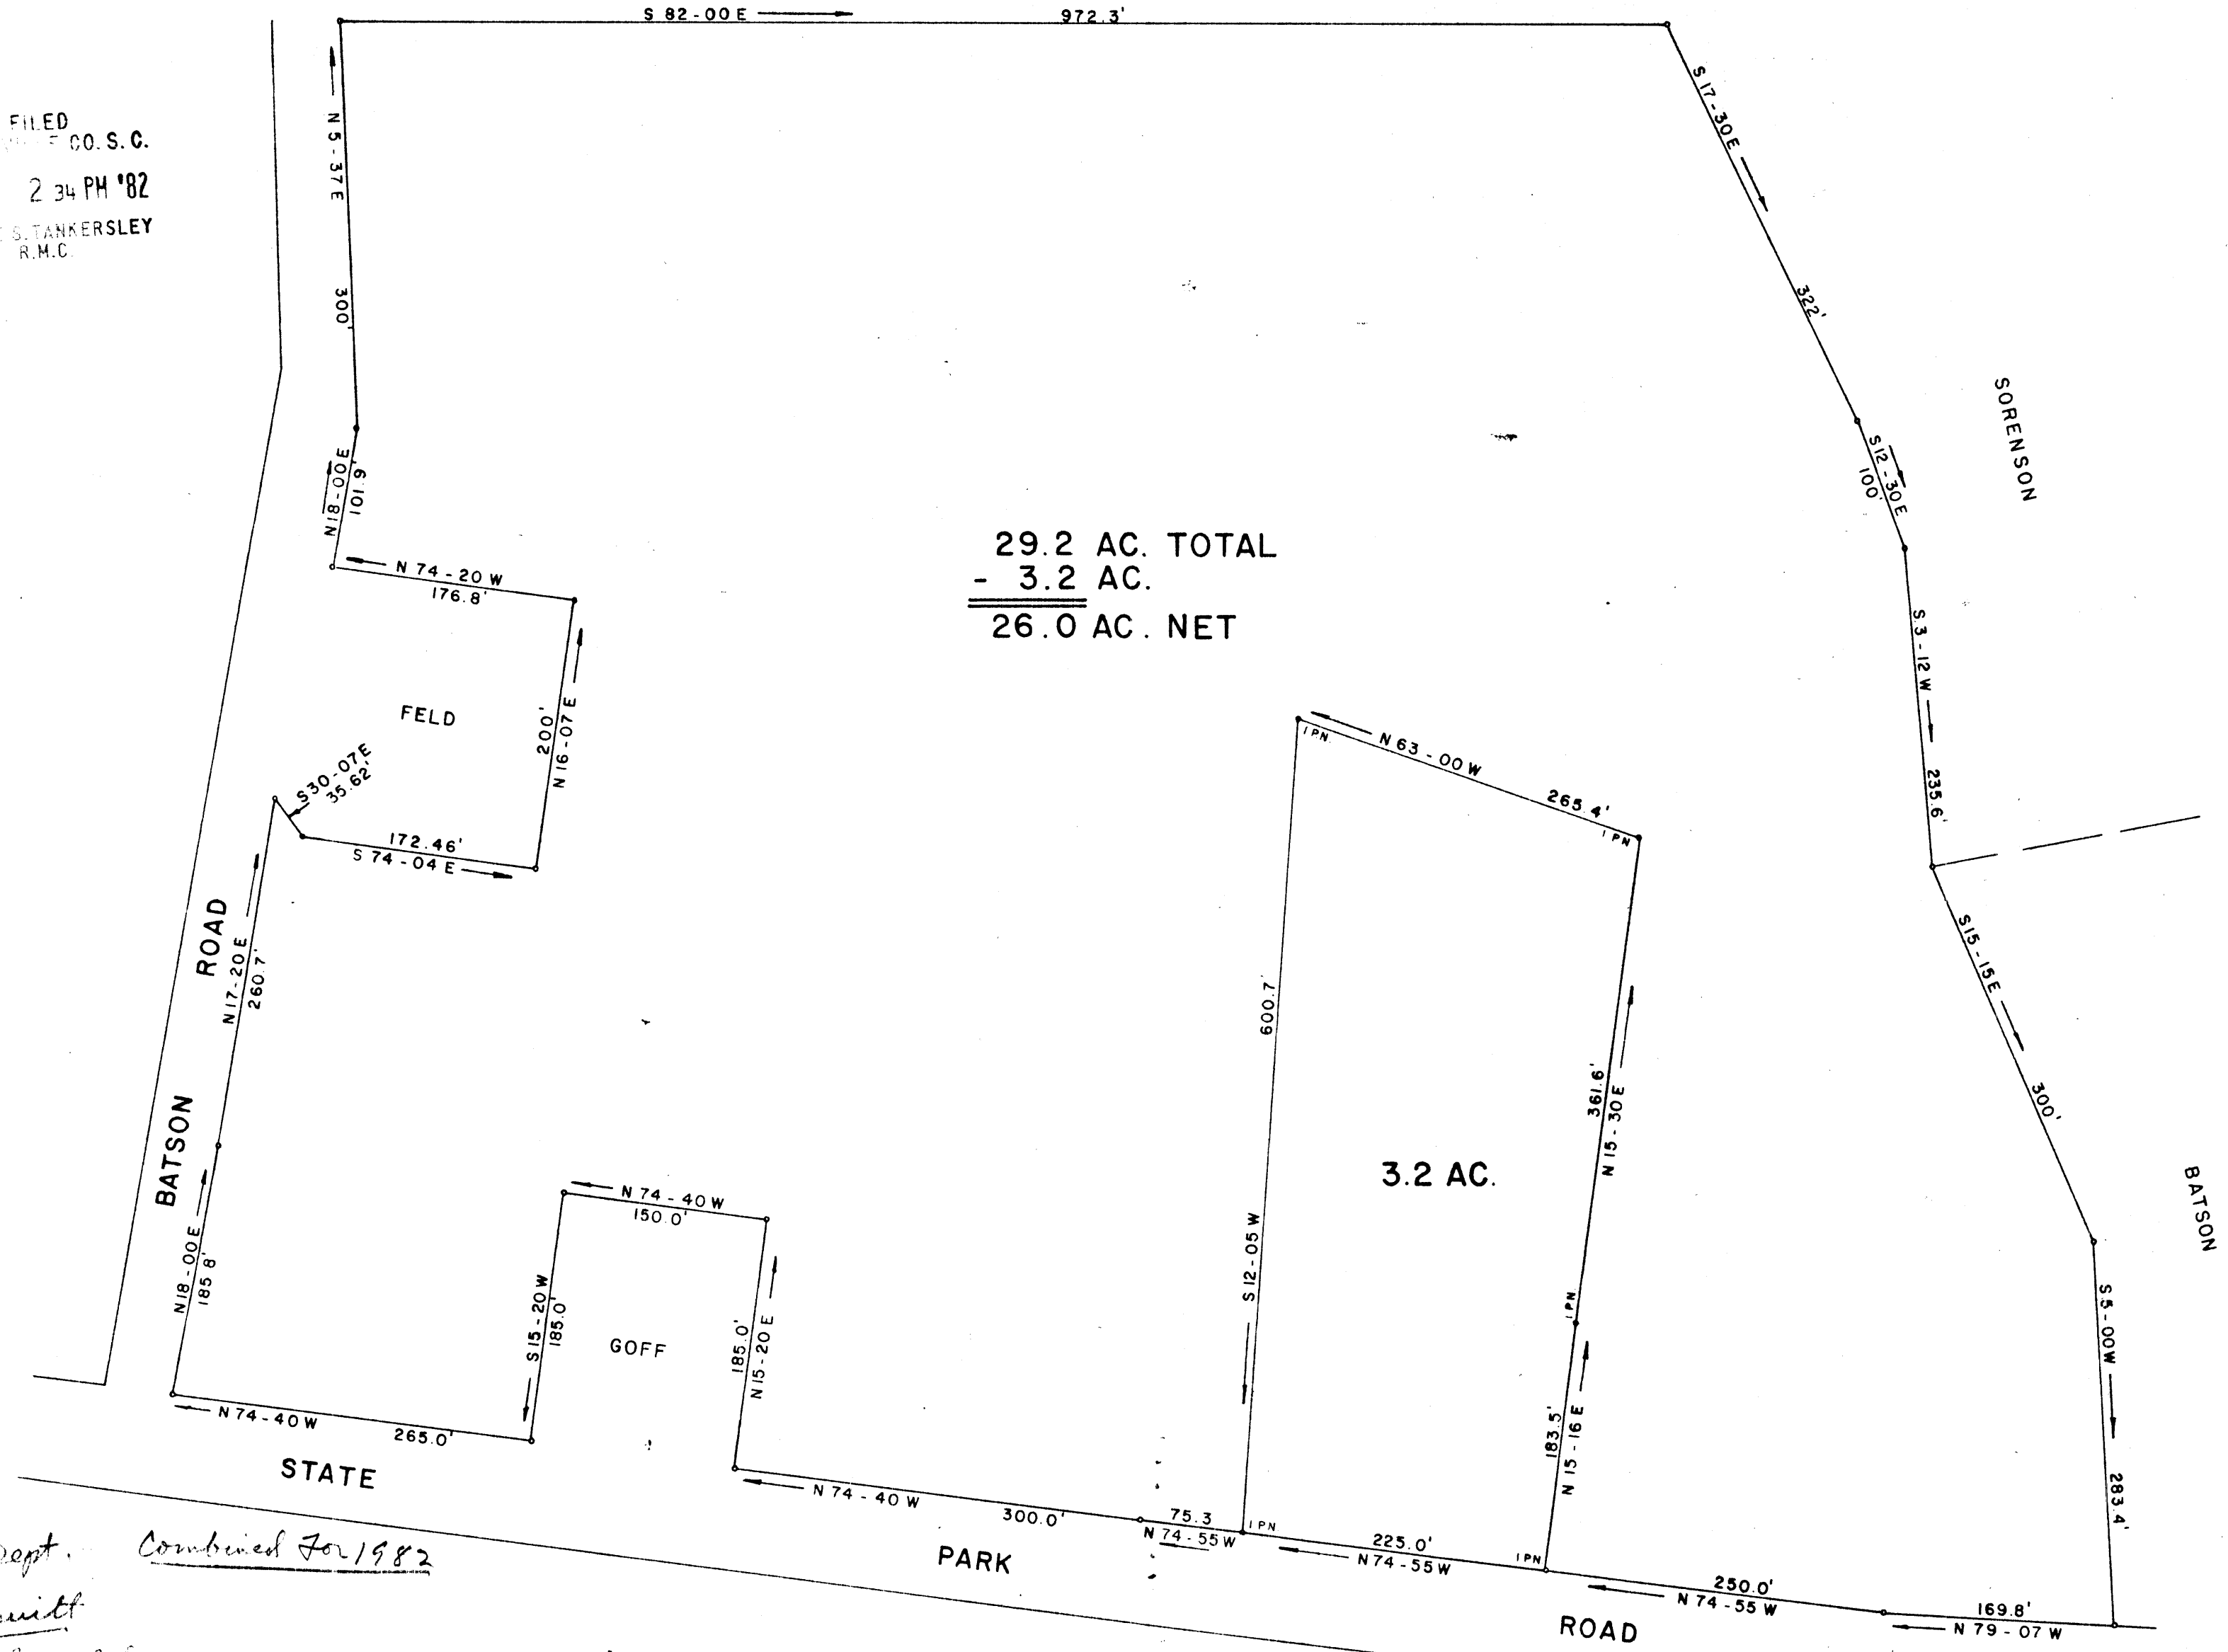 S 82-00 E
972.3'
FILED
CO. S. C.
2 34 PM '82
S. TANKERSLEY
R.M.C.
N 5-37 E
300'
S 17-30 E
322'
S 12-30 E
100'
SORENSON
N 18-00 E
101.6'
N 74-20 W
176.8'
29.2 AC. TOTAL
- 3.2 AC.
26.0 AC. NET
S. 3-12 W
235.6'
FELD
200'
N 16-07 E
S 30-07 E
35.62'
172.46'
S 74-04 E
I PN.
N 63-00 W
265.4'
I PN
BATSON ROAD
N 17-20 E
260.7'
S 15-15 E
300'
600.7'
S 12-05 W
361.6'
N 15-30 E
3.2 AC.
BATSON
N 18-00 E
185.8'
N 74-40 W
150.0'
S 15-20 W
185.0'
GOFF
185.0'
N 15-20 E
I PN
183.5'
N 15-16 E
S. 5-00 W
283.4'
N 74-40 W
265.0'
STATE
N 74-40 W
300.0'
75.3
N 74-55 W
I PN
225.0'
N 74-55 W
I PN
250.0'
N 74-55 W
169.8'
N 79-07 W
PARK
ROAD
Dept. Combined For 1982